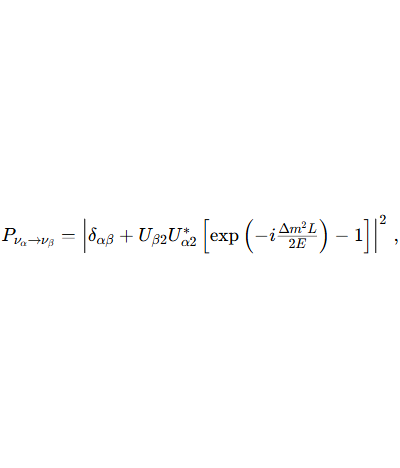 $P_{\nu_\alpha \to \nu_\beta} = \left| \delta_{\alpha\beta} + U_{\beta 2} U_{\alpha 2}^* \left[ \exp \left( -i \frac{\Delta m^2 L}{2E} \right) - 1 \right] \right|^2 ,$